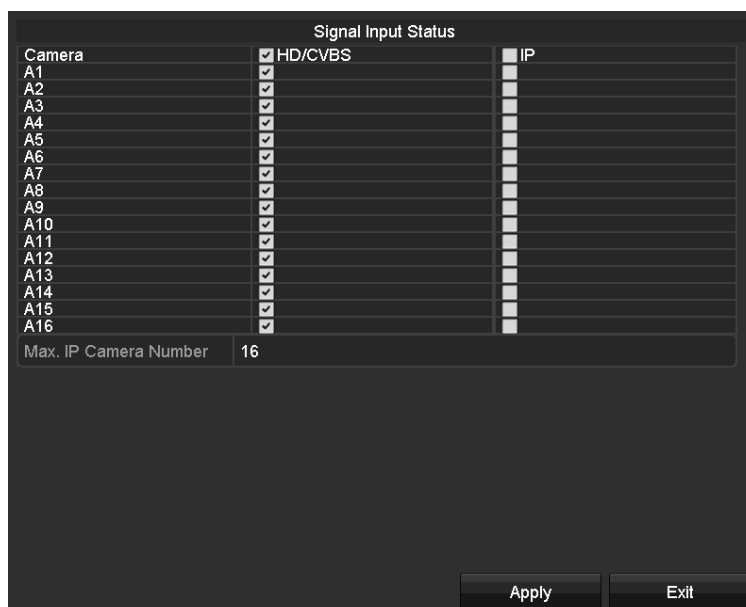 Signal Input Status
Camera HD/CVBS IP
A1
A2
A3
A4
A5
A6
A7
A8
A9
A10
A11
A12
A13
A14
A15
A16
Max. IP Camera Number 16
Apply Exit